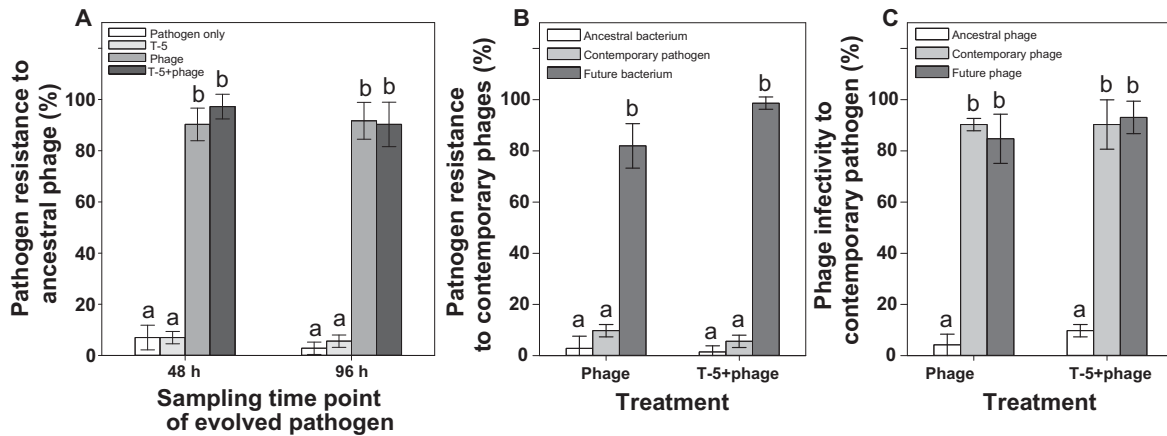 A
Pathogen only
T-5
Phage
T-5+phage
Pathogen resistance to
ancestral phage (%)
100
80
60
40
20
0
a
a
b
b
a
a
b
b
48 h
96 h
Sampling time point
of evolved pathogen
B
Ancestral bacterium
Contemporary pathogen
Future bacterium
Patnogen resistance
to contemporary phages (%)
100
80
60
40
20
0
a
a
b
a
a
b
Phage
T-5+phage
Treatment
C
Ancestral phage
Contemporary phage
Future phage
Phage infectivity to
contemporary pathogen (%)
100
80
60
40
20
0
a
b
b
a
b
b
Phage
T-5+phage
Treatment